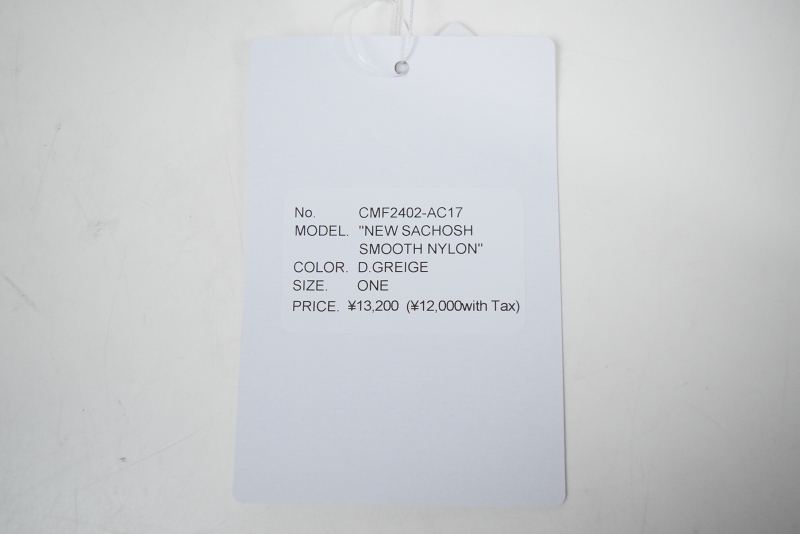 No. CMF2402-AC17
MODEL. "NEW SACHOSH
SMOOTH NYLON"
COLOR. D.GREIGE
SIZE. ONE
PRICE. ¥13,200 (¥12,000with Tax)